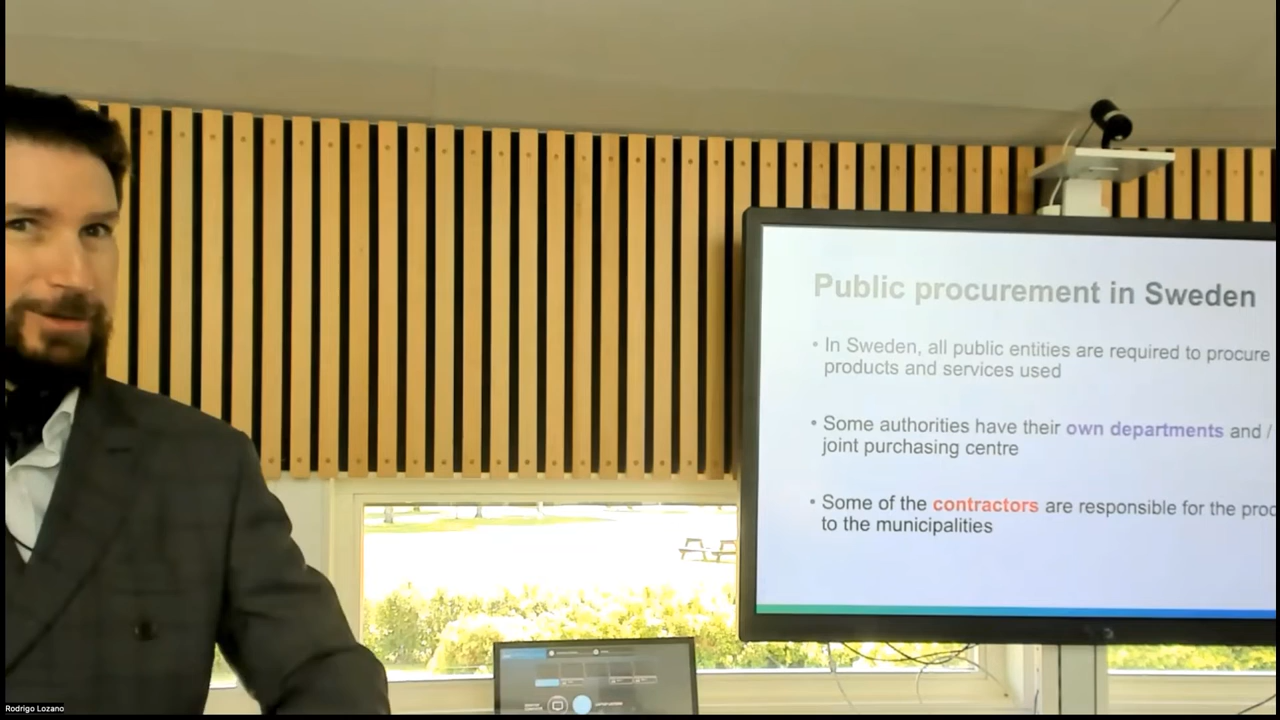 Public procurement in Sweden
• In Sweden, all public entities are required to procure
products and services used
• Some authorities have their own departments and /
joint purchasing centre
• Some of the contractors are responsible for the proc
to the municipalities
Rodrigo Lozano